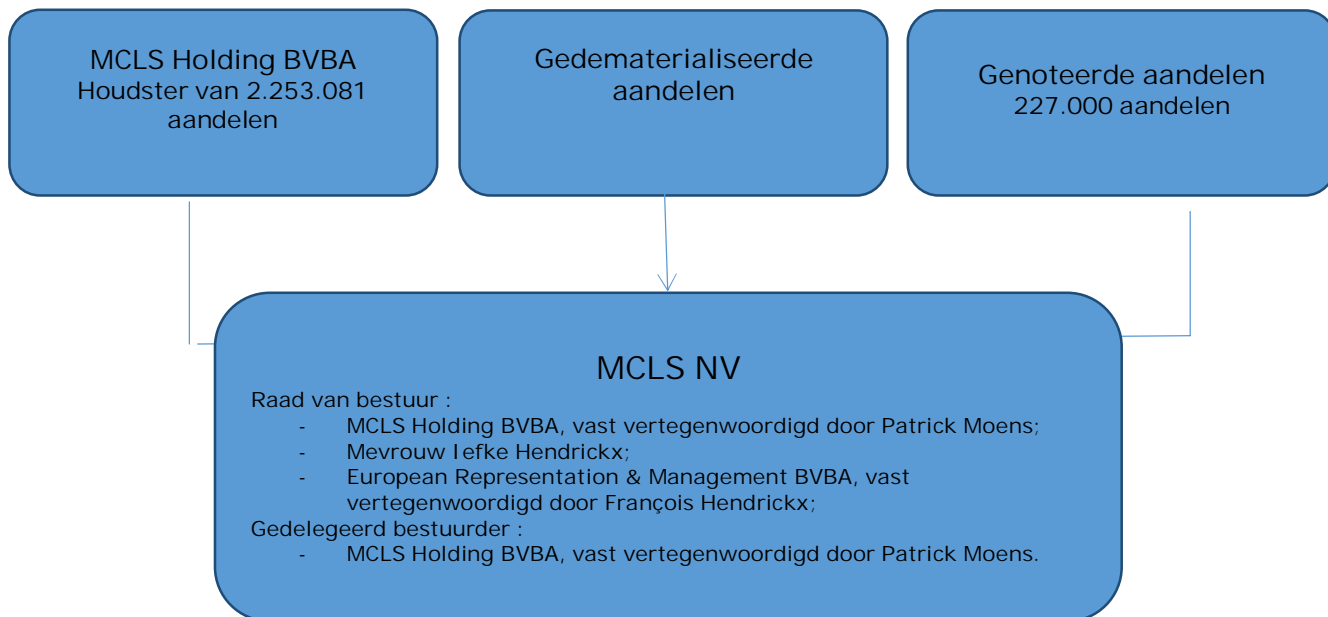 MCLS Holding BVBA
Houdster van 2.253.081
aandelen
Gedematerialiseerde
aandelen
Genoteerde aandelen
227.000 aandelen
MCLS NV
Raad van bestuur :
- MCLS Holding BVBA, vast vertegenwoordigd door Patrick Moens;
- Mevrouw Iefke Hendrickx;
- European Representation & Management BVBA, vast
vertegenwoordigd door François Hendrickx;
Gedelegeerd bestuurder :
- MCLS Holding BVBA, vast vertegenwoordigd door Patrick Moens.